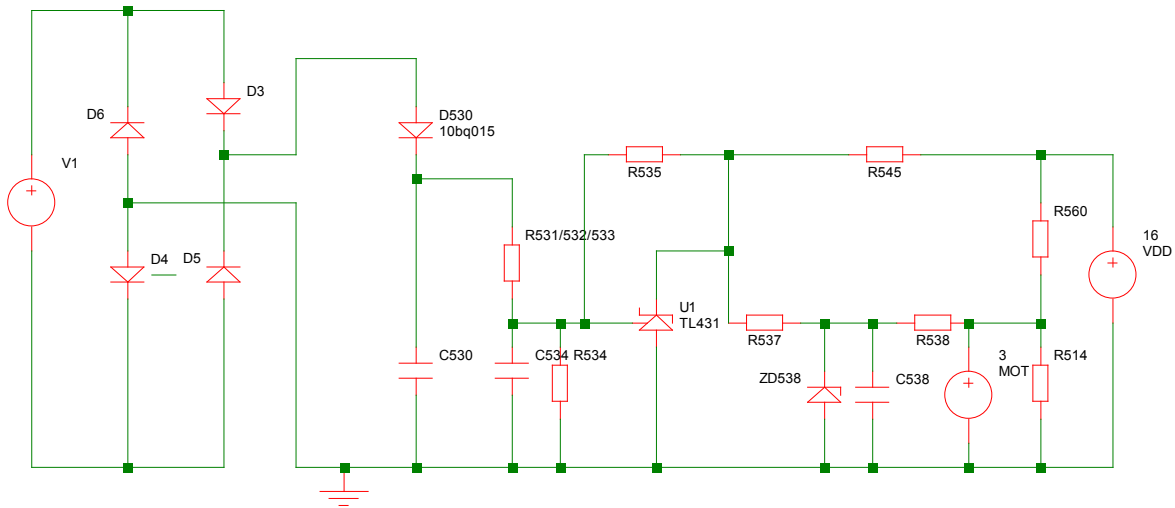 V1
D6
D3
D4
D5
D530
10bq015
R531/532/533
C530
C534
R534
R535
U1
TL431
R545
R537
ZD538
C538
R538
3
MOT
R560
R514
16
VDD